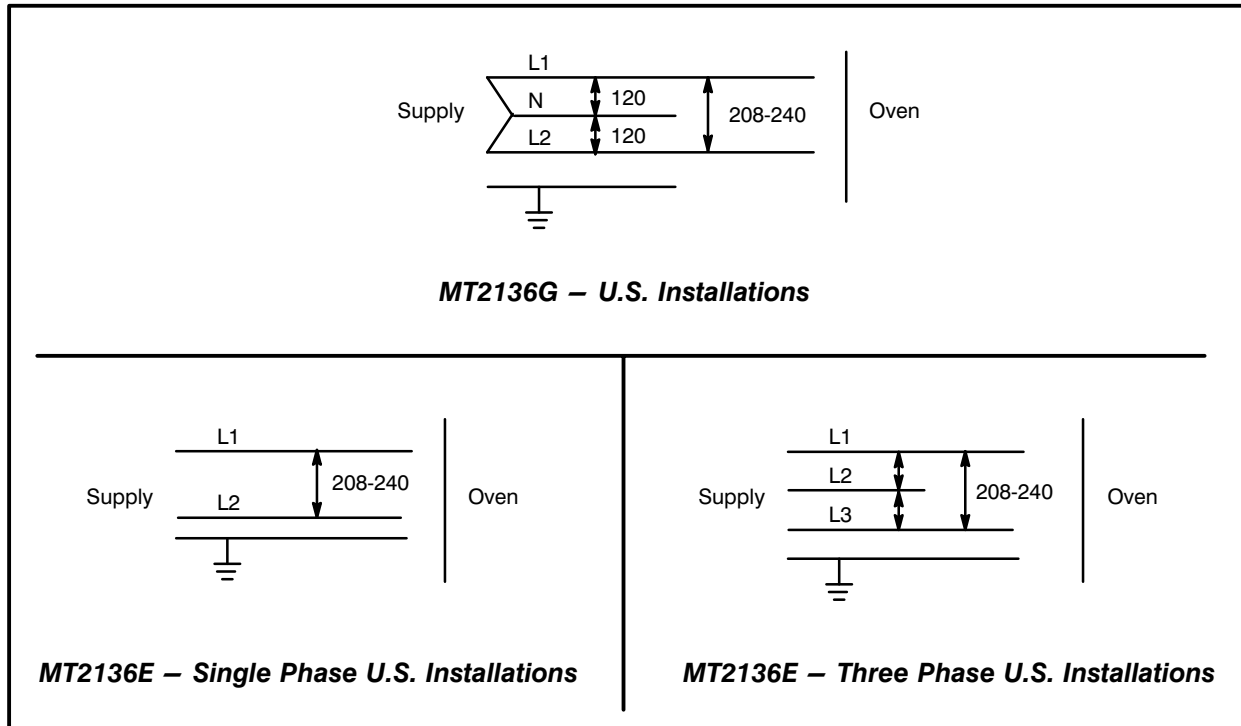 L1
N
120
Supply
208-240
Oven
L2
120
MT2136G – U.S. Installations
L1
208-240
Supply
Oven
L2
MT2136E – Single Phase U.S. Installations
L1
L2
208-240
Supply
Oven
L3
MT2136E – Three Phase U.S. Installations